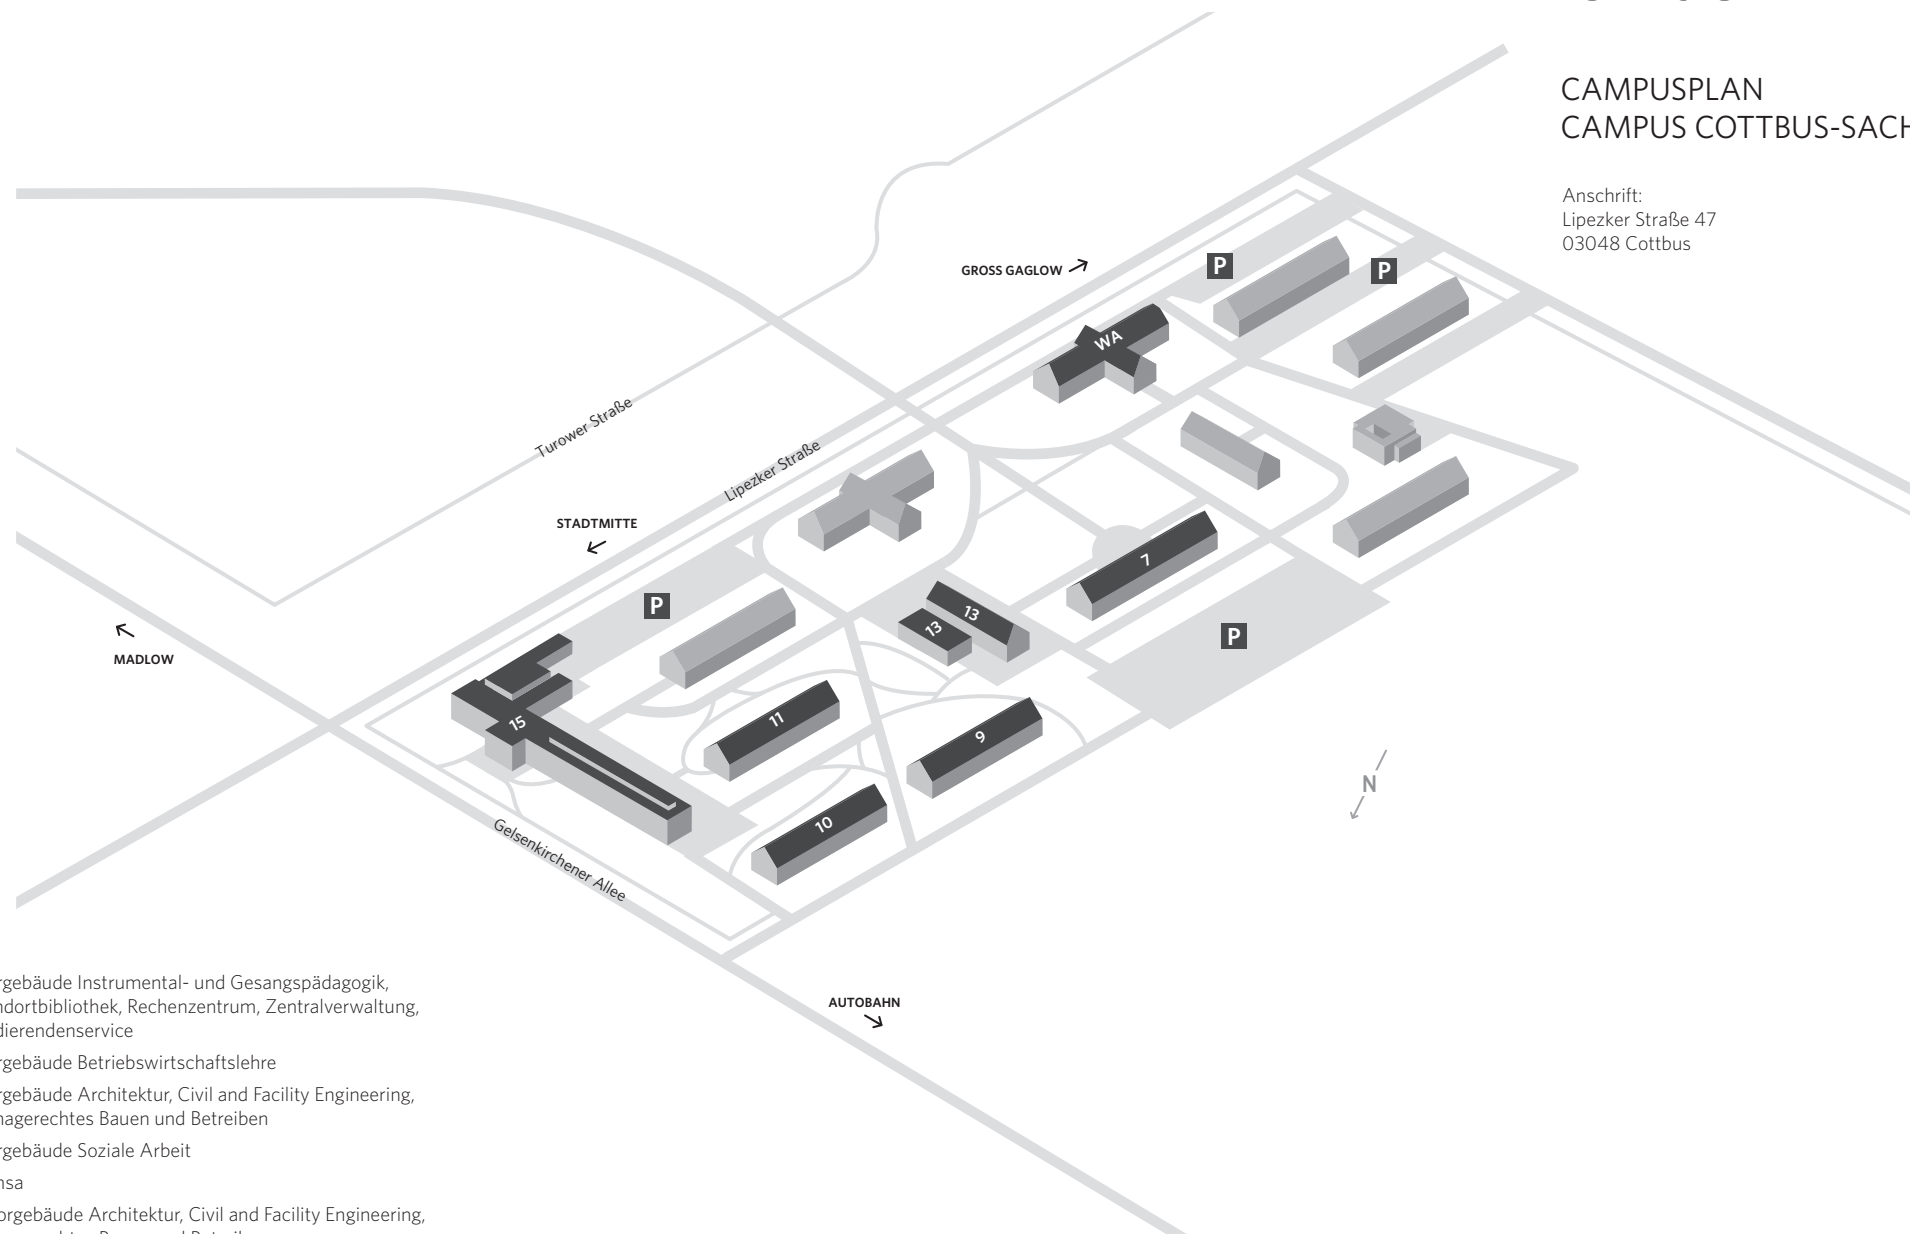 CAMPUSPLAN
CAMPUS COTTBUS-SACH
Anschrift:
Lipezker Straße 47
03048 Cottbus
GROSS GAGLOW
P
P
WA
Turower Straße
Lipezker Straße
STADTMITTE
7
P
13
13
P
MADLOW
11
15
9
N
10
Gelsenkirchener Allee
AUTOBAHN
rgebäude Instrumental- und Gesangspädagogik,
ndortbibliothek, Rechenzentrum, Zentralverwaltung,
dierendenservice
rgebäude Betriebswirtschaftslehre
rgebäude Architektur, Civil and Facility Engineering,
nagerechtes Bauen und Betreiben
rgebäude Soziale Arbeit
nsa
orgebäude Architektur, Civil and Facility Engineering,